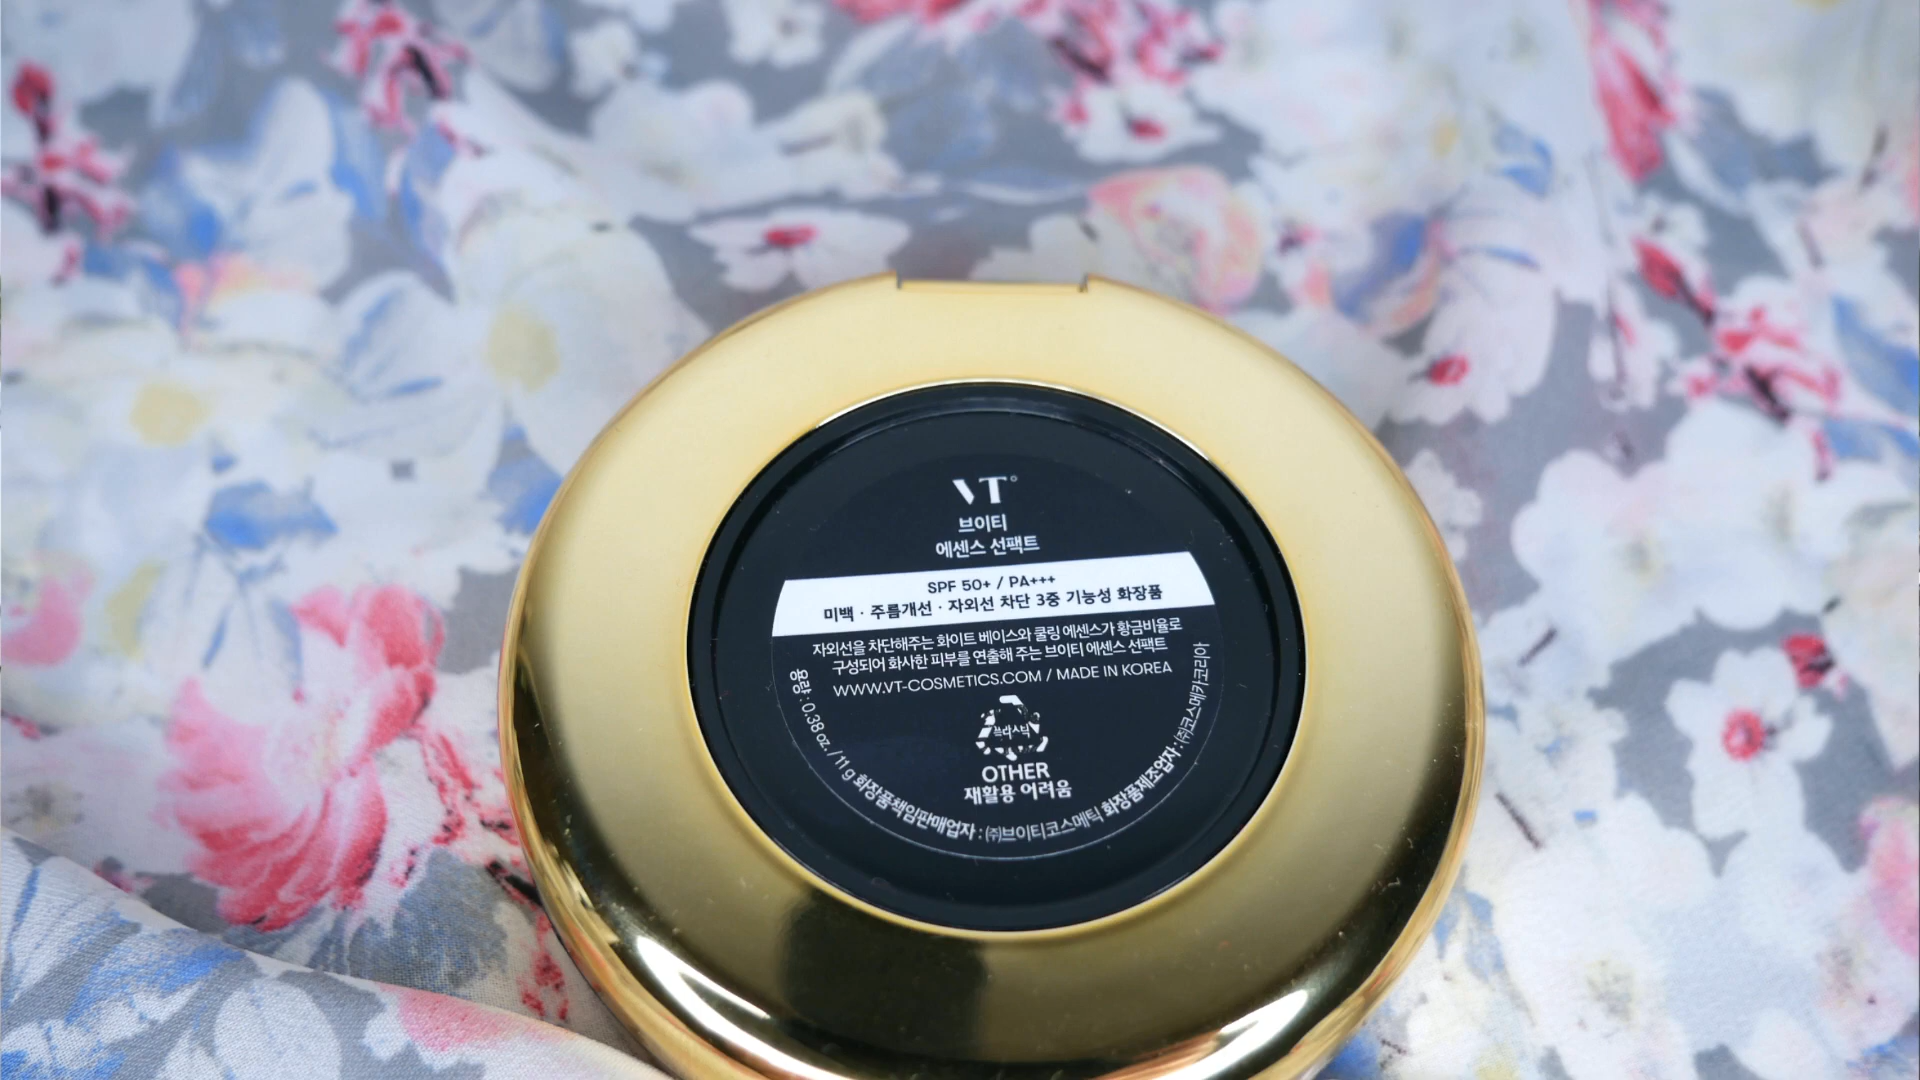 VT
브이티
에센스 선팩트
SPF 50+ / PA+++
미백 · 주름개선 · 자외선 차단 3중 기능성 화장품
자외선을 차단해주는 화이트 베이스와 쿨링 에센스가 황금비율로
구성되어 화사한 피부를 연출해 주는 브이티 에센스 선팩트
WWW.VT-COSMETICS.COM / MADE IN KOREA
플라스틱
OTHER
재활용 어려움
용량 : 0.38 oz. / 11 g 화장품책임판매업자 : ㈜브이티코스메틱 화장품제조업자 : ㈜코스메카코리아